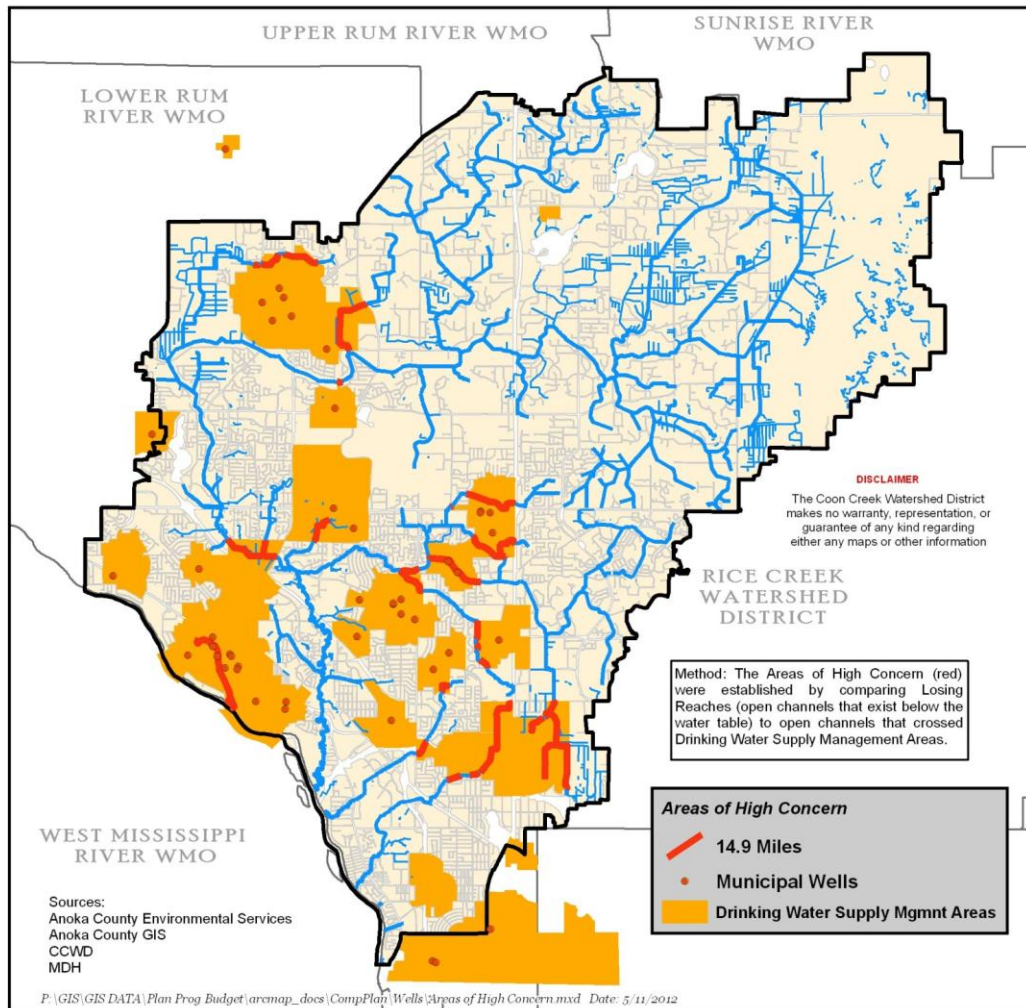 UPPER RUM RIVER WMO
SUNRISE RIVER
WMO
LOWER RUM
RIVER WMO
DISCLAIMER
The Coon Creek Watershed District
makes no warranty, representation, or
guarantee of any kind regarding
either any maps or other information
RICE CREEK
WATERSHED
DISTRICT
Method: The Areas of High Concern (red)
were established by comparing Losing
Reaches (open channels that exist below the
water table) to open channels that crossed
Drinking Water Supply Management Areas.
WEST MISSISSIPPI
RIVER WMO
Areas of High Concern
14.9 Miles
Municipal Wells
Drinking Water Supply Mgmnt Areas
Sources:
Anoka County Environmental Services
Anoka County GIS
CCWD
MDH
P:\GIS\GIS DATA\Plan Prog Budget\arcmap_docs\CompPlan\Wells\Areas of High Concern.mxd Date: 5/11/2012